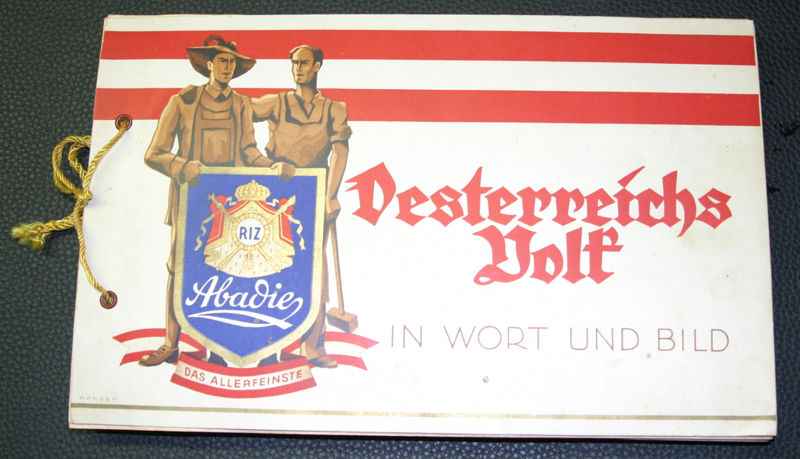 Oesterreichs
Volk
IN WORT UND BILD
RIZ
Abadie
DAS ALLERFEINSTE